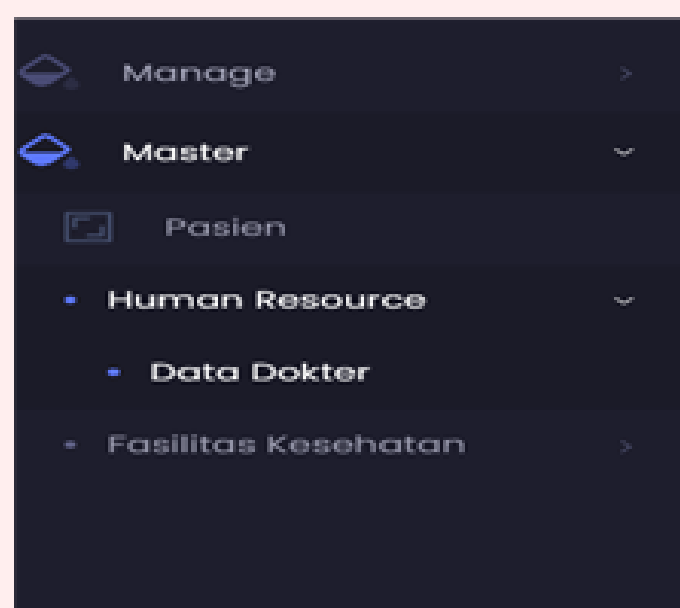 Manage
Master
Pasien
Human Resource
Data Dokter
Fasilitas Kesehatan